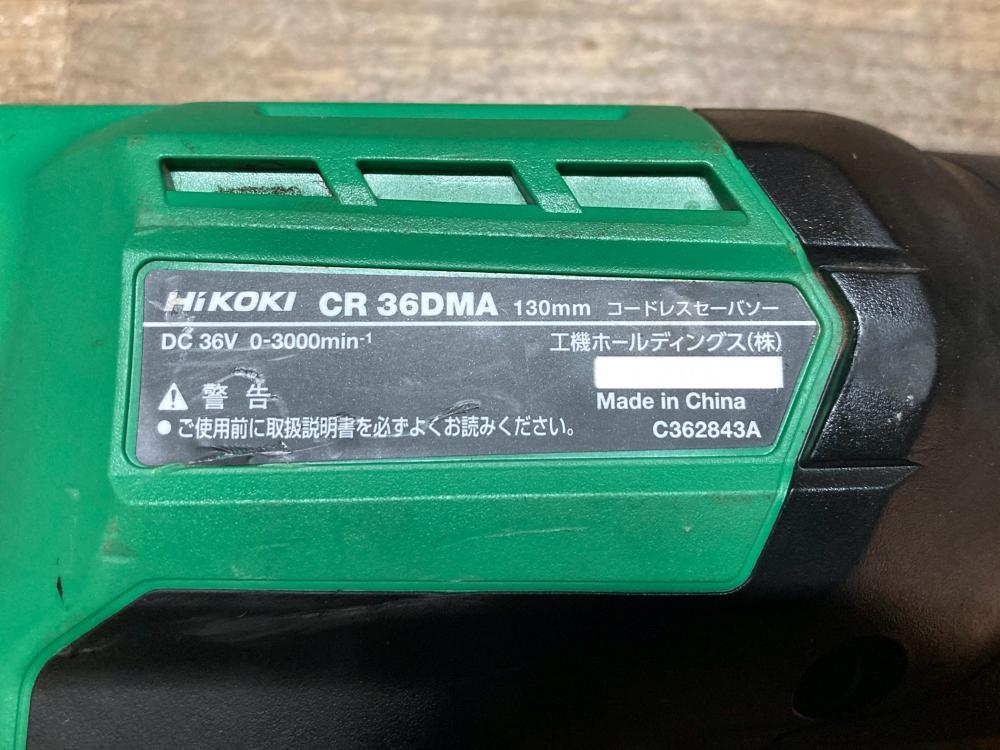 HiKOKI CR 36DMA 130mm コードレスセーバソー
DC 36V 0-3000min-1 工機ホールディングス(株)
⚠ 警告 Made in China
● ご使用前に取扱説明書を必ずよくお読みください。 C362843A